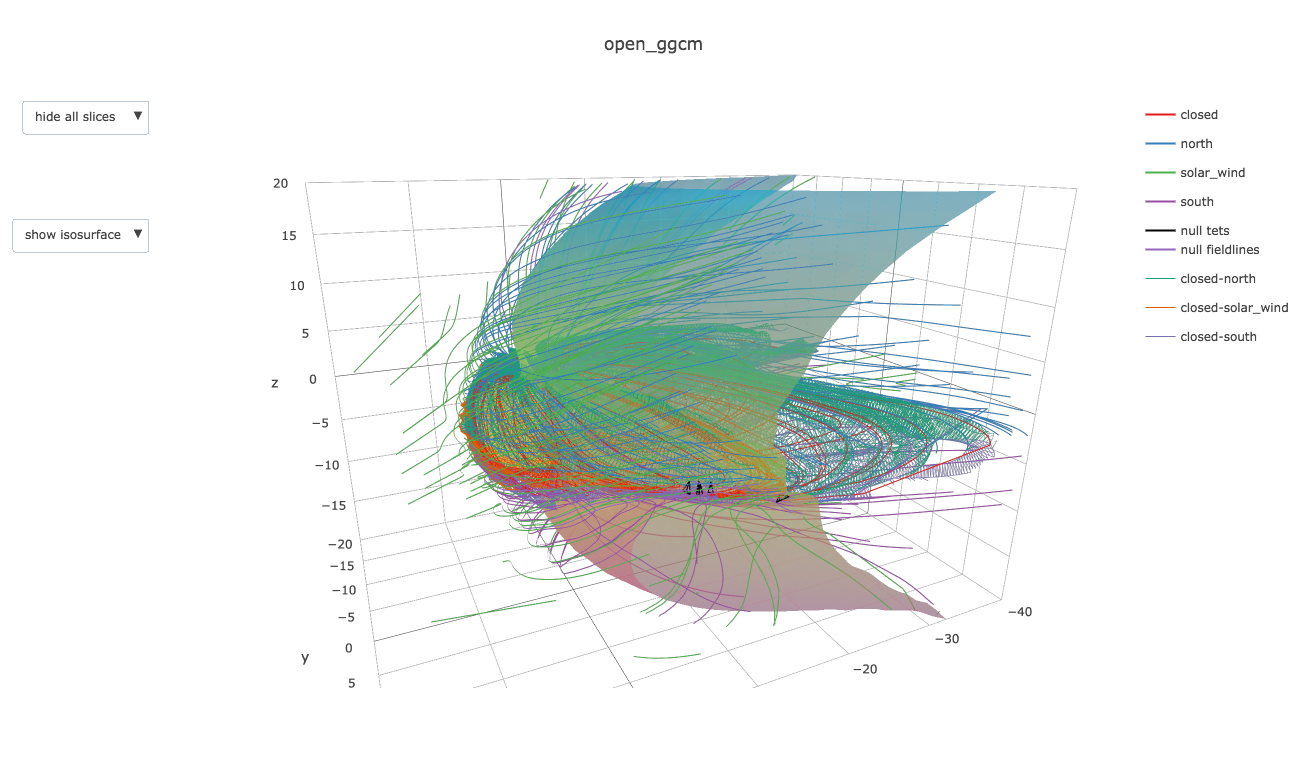 open_ggcm
hide all slices ▼
show isosurface ▼
closed
north
solar_wind
south
null tets
null fieldlines
closed-north
closed-solar_wind
closed-south
20
15
10
5
0
−5
−10
−15
−20
z
−15
−10
−5
0
5
y
−20
−30
−40